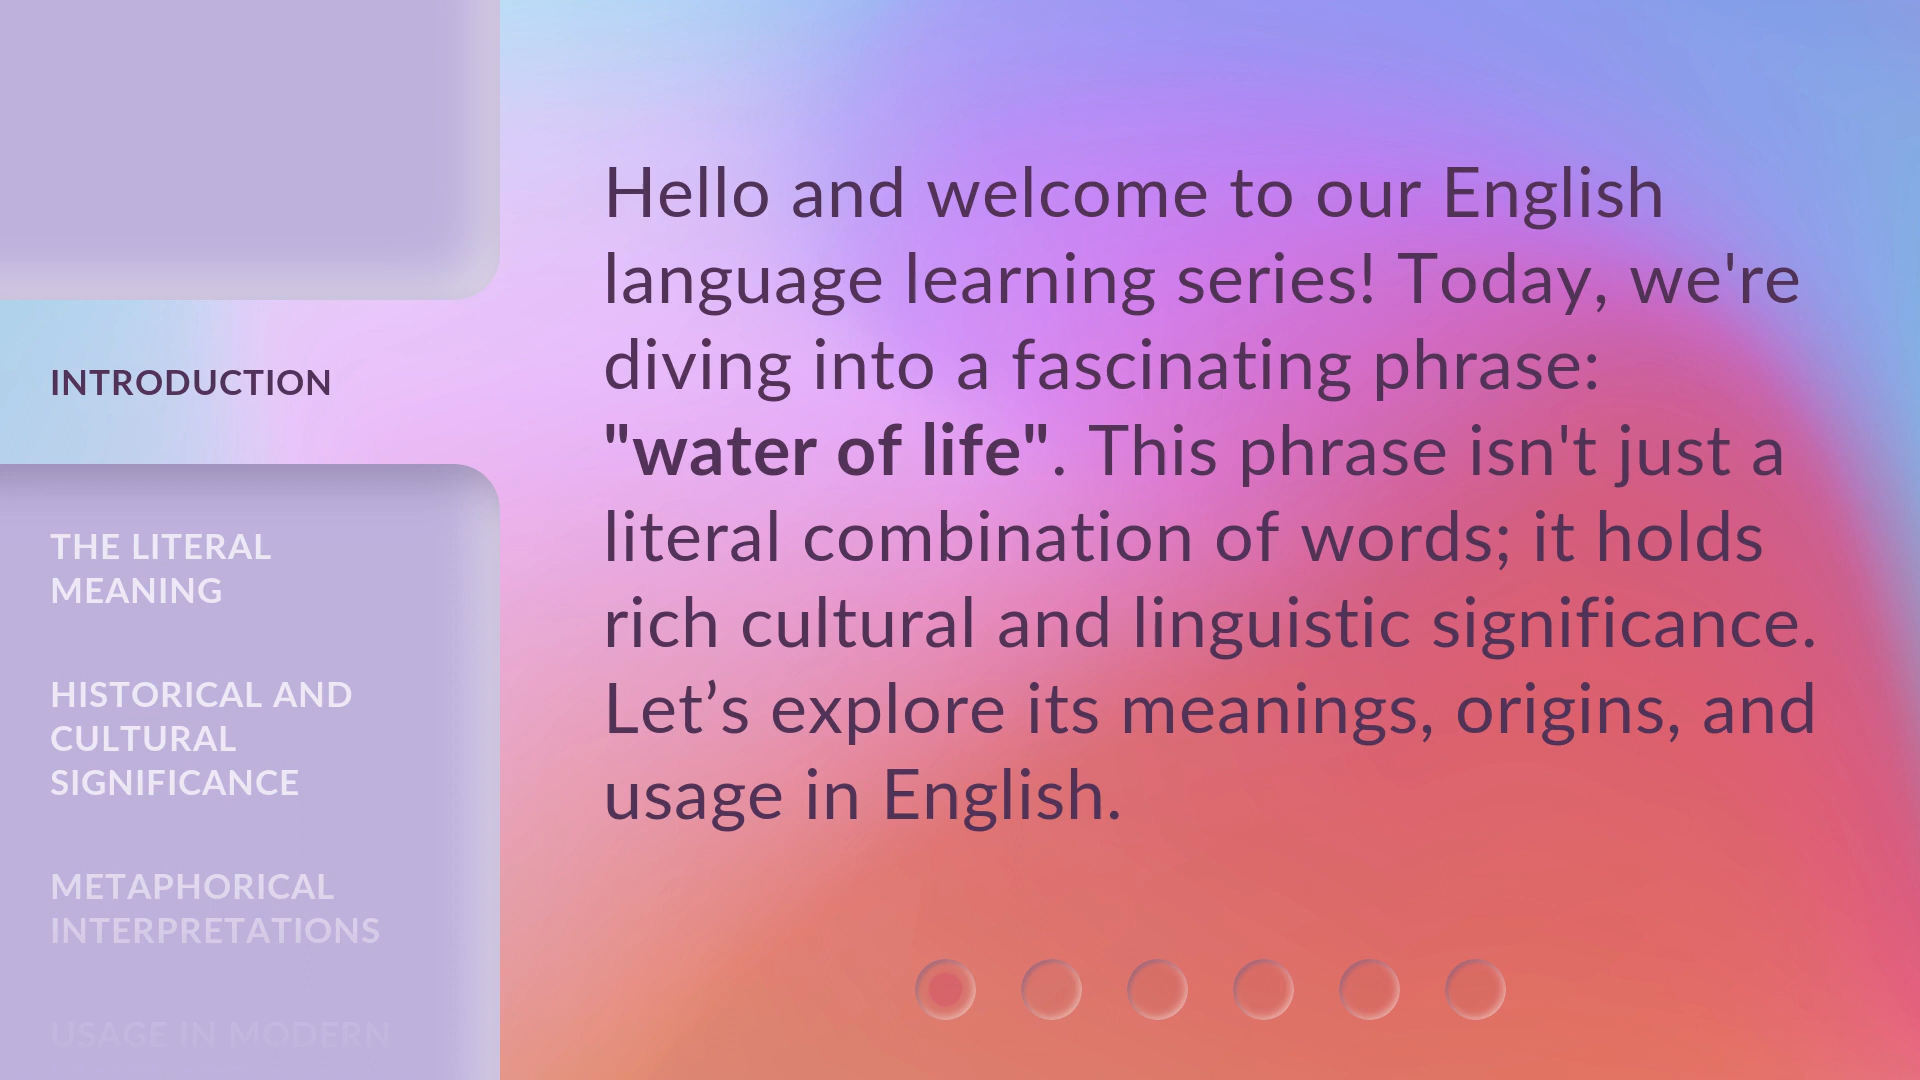 INTRODUCTION
THE LITERAL
MEANING
HISTORICAL AND
CULTURAL
SIGNIFICANCE
METAPHORICAL
INTERPRETATIONS
USAGE IN MODERN
Hello and welcome to our English
language learning series! Today, we're
diving into a fascinating phrase:
"water of life". This phrase isn't just a
literal combination of words; it holds
rich cultural and linguistic significance.
Let’s explore its meanings, origins, and
usage in English.